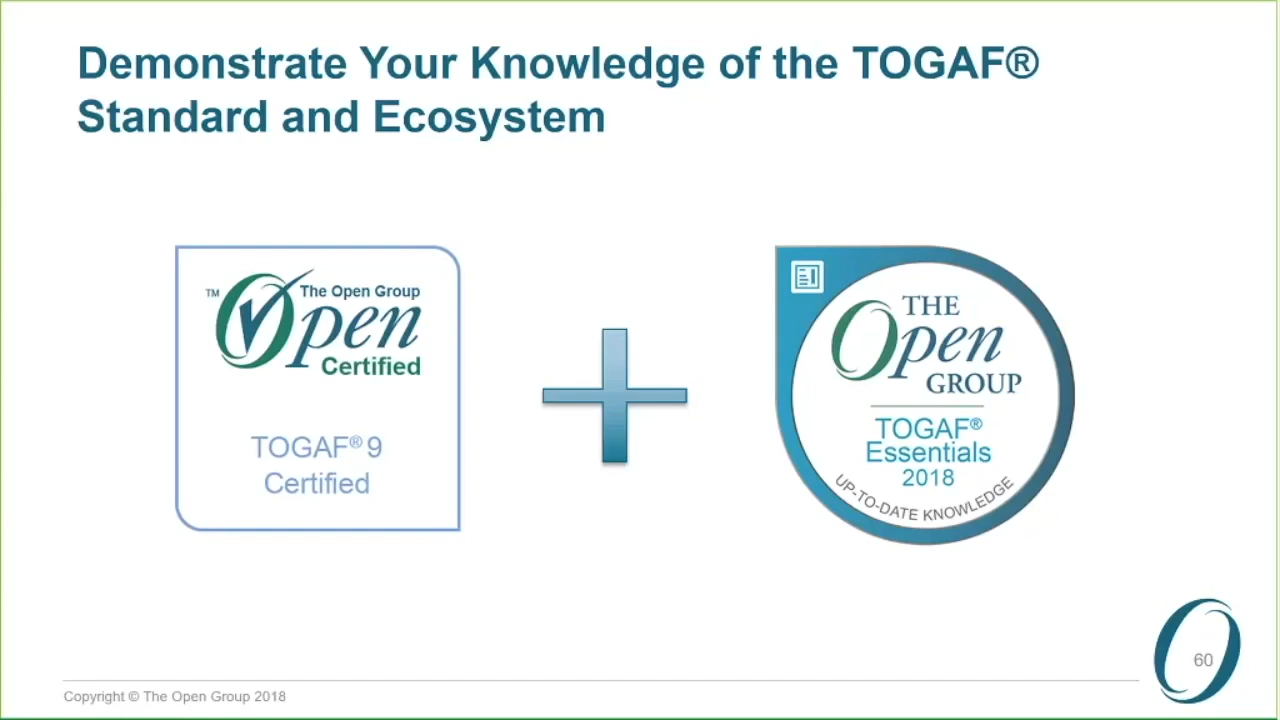 Demonstrate Your Knowledge of the TOGAF®
Standard and Ecosystem
TM
The Open Group
Open
Certified
TOGAF® 9
Certified
THE
Open
GROUP
TOGAF®
Essentials
2018
UP-TO-DATE KNOWLEDGE
60
Copyright © The Open Group 2018